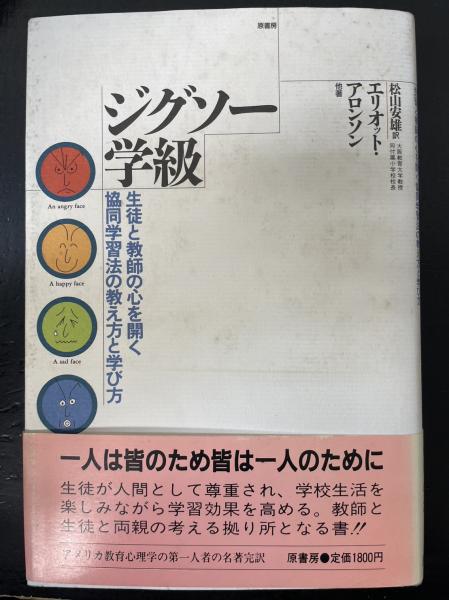 原書房
ジグソー
学級
エリオット・
アロンソン
他著
松山安雄 訳
大阪教育大学教授
同付属小学校校長
生徒と教師の心を開く
協同学習法の教え方と学び方
An angry face
A happy face
A sad face
一人は皆のため皆は一人のために
生徒が人間として尊重され、学校生活を
楽しみながら学習効果を高める。教師と
生徒と両親の考える拠り所となる書!!
アメリカ教育心理学の第一人者の名著完訳
原書房●定価1800円